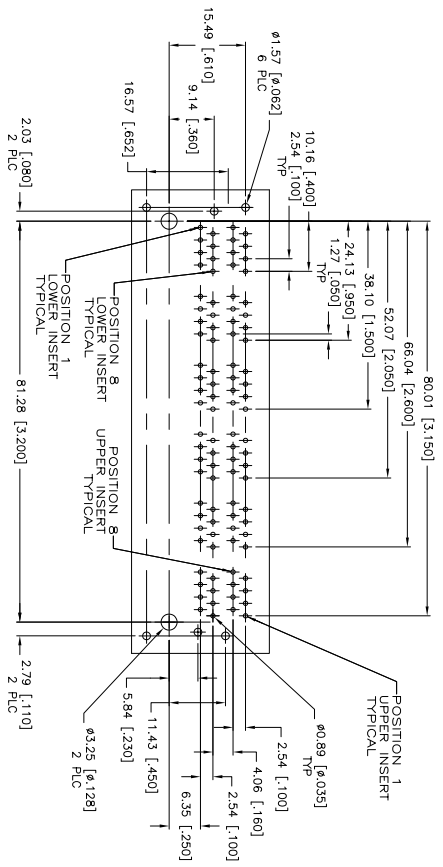 15.49 [.610]
9.14 [.360]
16.57 [.652]
2.03 [.080]
2 PLC
ø1.57 [ø.062]
6 PLC
10.16 [.400]
2.54 [.100]
TYP
80.01 [3.150]
66.04 [2.600]
52.07 [2.050]
38.10 [1.500]
24.13 [.950]
1.27 [.050]
TYP
POSITION 1
UPPER INSERT
TYPICAL
POSITION 8
LOWER INSERT
TYPICAL
POSITION 8
UPPER INSERT
TYPICAL
POSITION 1
LOWER INSERT
TYPICAL
81.28 [3.200]
ø0.89 [ø.035]
TYP
2.54 [.100]
4.06 [.160]
2.54 [.100]
6.35 [.250]
11.43 [.450]
5.84 [.230]
ø3.25 [ø.128]
2 PLC
2.79 [.110]
2 PLC